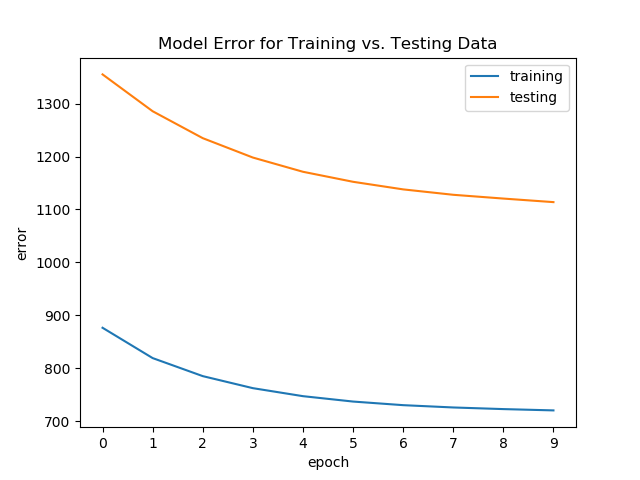 Model Error for Training vs. Testing Data
training
testing
1300
1200
1100
1000
900
800
700
error
0 1 2 3 4 5 6 7 8 9
epoch